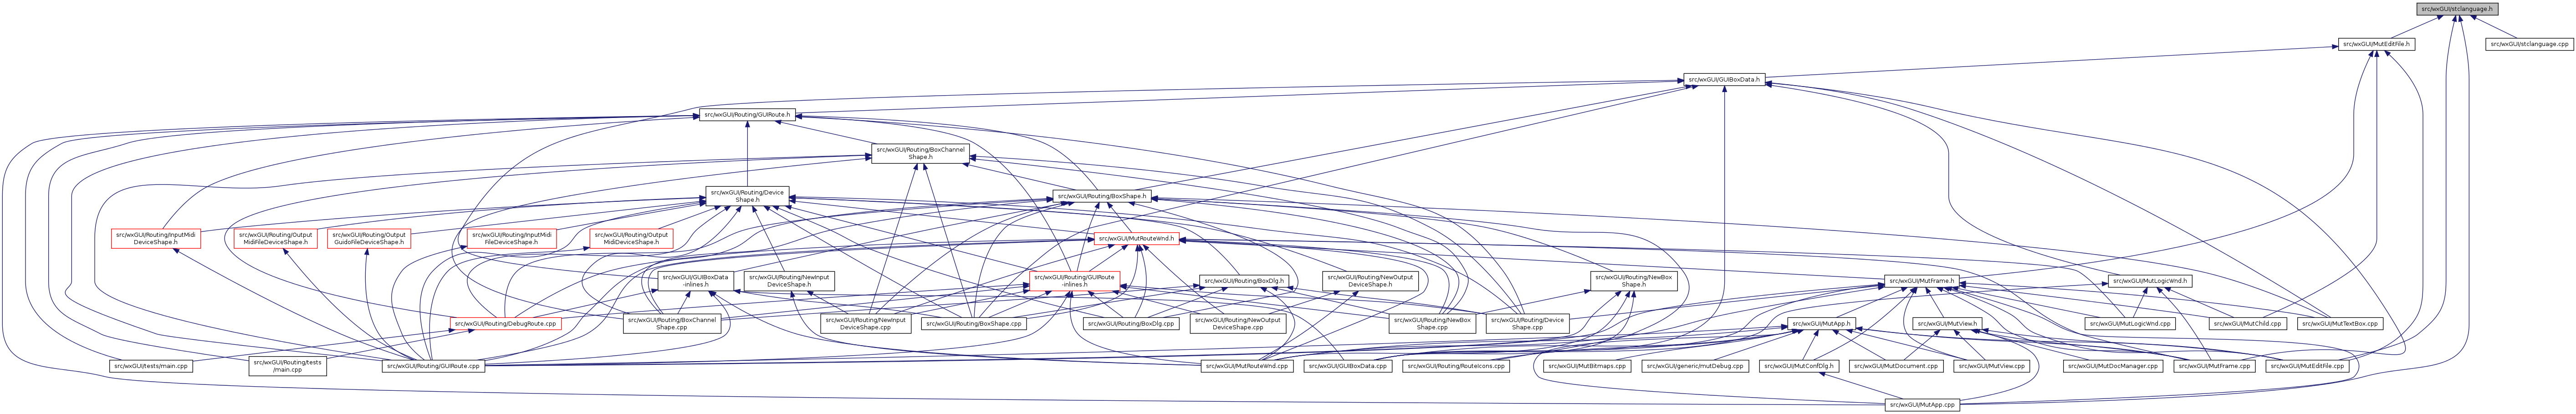 src/wxGUI/stclanguage.h
src/wxGUI/MutEditFile.h
src/wxGUI/stclanguage.cpp
src/wxGUI/GUIBoxData.h
src/wxGUI/Routing/GUIRoute.h
src/wxGUI/Routing/BoxChannel
Shape.h
src/wxGUI/Routing/Device
Shape.h
src/wxGUI/Routing/BoxShape.h
src/wxGUI/Routing/InputMidi
DeviceShape.h
src/wxGUI/Routing/Output
MidiFileDeviceShape.h
src/wxGUI/Routing/Output
GuidoFileDeviceShape.h
src/wxGUI/Routing/InputMidi
FileDeviceShape.h
src/wxGUI/Routing/Output
MidiDeviceShape.h
src/wxGUI/MutRouteWnd.h
src/wxGUI/GUIBoxData
-inlines.h
src/wxGUI/Routing/NewInput
DeviceShape.h
src/wxGUI/Routing/GUIRoute
-inlines.h
src/wxGUI/Routing/BoxDlg.h
src/wxGUI/Routing/NewOutput
DeviceShape.h
src/wxGUI/Routing/NewBox
Shape.h
src/wxGUI/MutFrame.h
src/wxGUI/MutLogicWnd.h
src/wxGUI/Routing/DebugRoute.cpp
src/wxGUI/Routing/BoxChannel
Shape.cpp
src/wxGUI/Routing/NewInput
DeviceShape.cpp
src/wxGUI/Routing/BoxShape.cpp
src/wxGUI/Routing/BoxDlg.cpp
src/wxGUI/Routing/NewOutput
DeviceShape.cpp
src/wxGUI/Routing/NewBox
Shape.cpp
src/wxGUI/Routing/Device
Shape.cpp
src/wxGUI/MutApp.h
src/wxGUI/MutView.h
src/wxGUI/MutLogicWnd.cpp
src/wxGUI/MutChild.cpp
src/wxGUI/MutTextBox.cpp
src/wxGUI/tests/main.cpp
src/wxGUI/Routing/tests
/main.cpp
src/wxGUI/Routing/GUIRoute.cpp
src/wxGUI/MutRouteWnd.cpp
src/wxGUI/GUIBoxData.cpp
src/wxGUI/Routing/RouteIcons.cpp
src/wxGUI/MutBitmaps.cpp
src/wxGUI/generic/mutDebug.cpp
src/wxGUI/MutConfDlg.h
src/wxGUI/MutDocument.cpp
src/wxGUI/MutView.cpp
src/wxGUI/MutDocManager.cpp
src/wxGUI/MutFrame.cpp
src/wxGUI/MutEditFile.cpp
src/wxGUI/MutApp.cpp